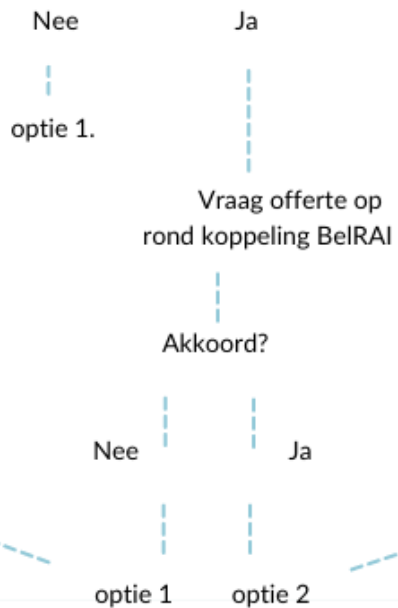 Nee
Ja
optie 1.
Vraag offerte op
rond koppeling BelRAI
Akkoord?
Nee
Ja
optie 1
optie 2